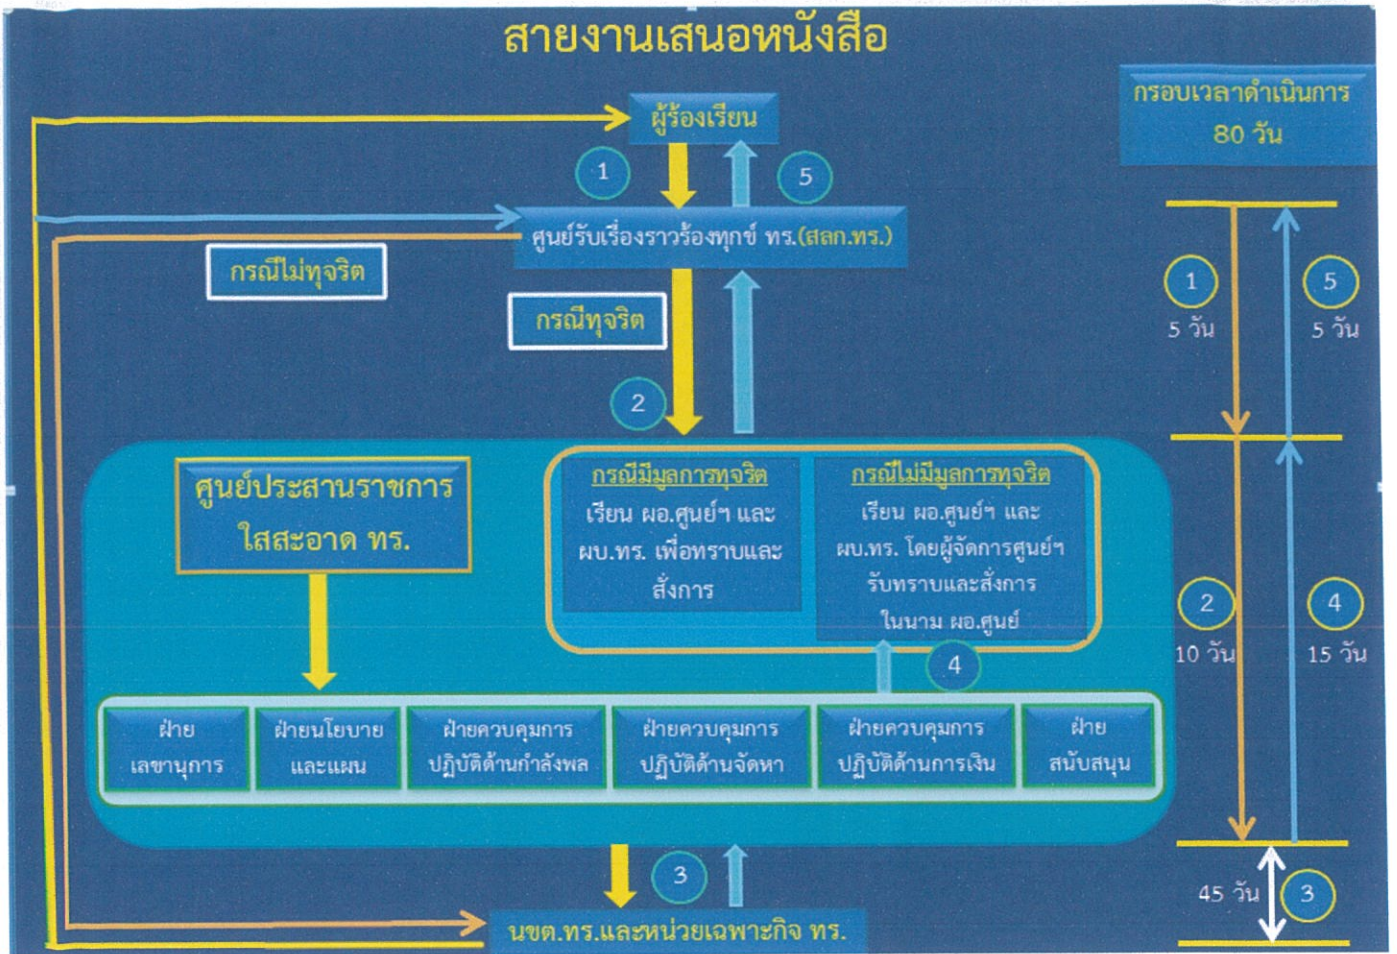 สายงานเสนอหนังสือ
กรอบเวลาดำเนินการ
80 วัน
ผู้ร้องเรียน
1
5
ศูนย์รับเรื่องราวร้องทุกข์ ทร.(สลก.ทร.)
กรณีไม่ทุจริต
กรณีทุจริต
2
1
5 วัน
5
5 วัน
ศูนย์ประสานราชการ
ใสสะอาด ทร.
กรณีมีมูลการทุจริต
เรียน ผอ.ศูนย์ฯ และ
ผบ.ทร. เพื่อทราบและ
สั่งการ
กรณีไม่มีมูลการทุจริต
เรียน ผอ.ศูนย์ฯ และ
ผบ.ทร. โดยผู้จัดการศูนย์ฯ
รับทราบและสั่งการ
ในนาม ผอ.ศูนย์
4
2
10 วัน
4
15 วัน
ฝ่าย
เลขานุการ
ฝ่ายนโยบาย
และแผน
ฝ่ายควบคุมการ
ปฏิบัติด้านกำลังพล
ฝ่ายควบคุมการ
ปฏิบัติด้านจัดหา
ฝ่ายควบคุมการ
ปฏิบัติด้านการเงิน
ฝ่าย
สนับสนุน
3
45 วัน
3
นขต.ทร.และหน่วยเฉพาะกิจ ทร.